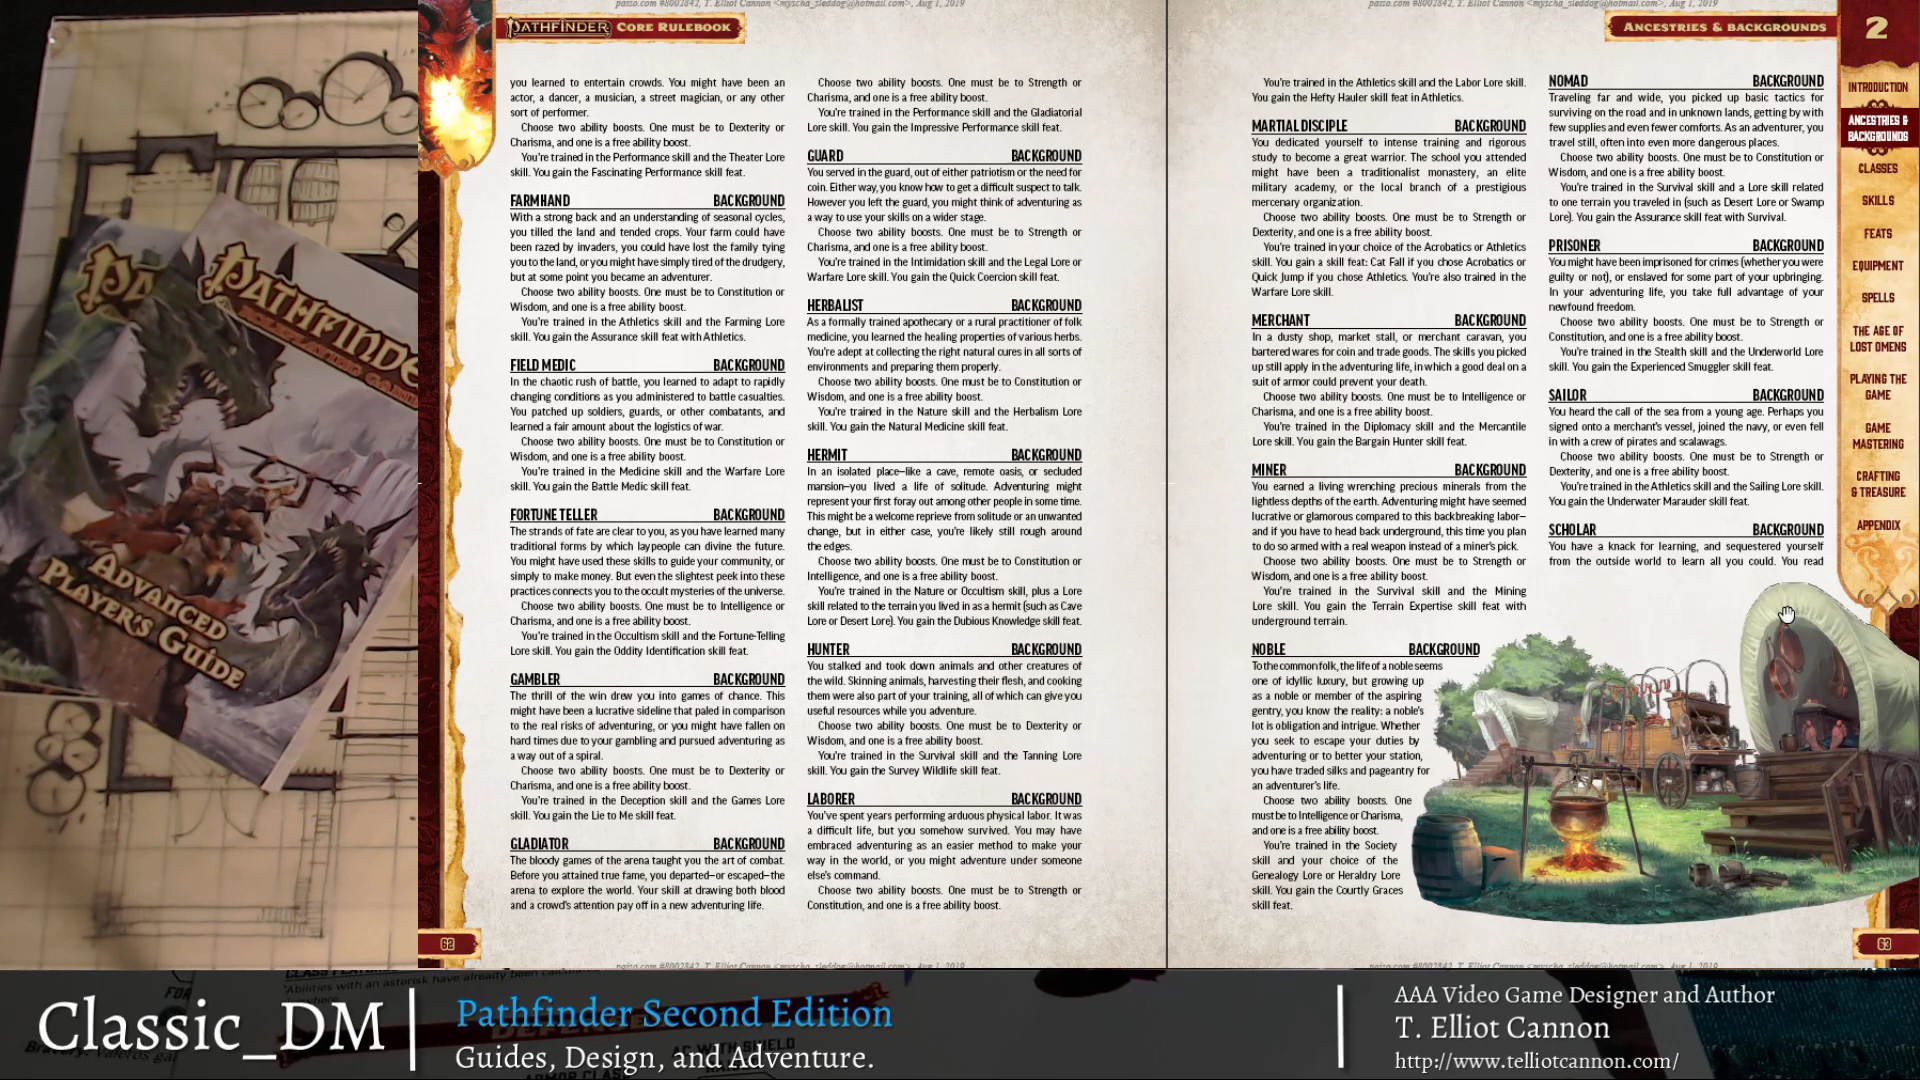 paizo.com #8002842, T. Elliot Cannon <myscha_sleddog@hotmail.com>, Aug 1, 2019
paizo.com #8002842, T. Elliot Cannon <myscha_sleddog@hotmail.com>, Aug 1, 2019
PATHFINDER CORE RULEBOOK
you learned to entertain crowds. You might have been an
actor, a dancer, a musician, a street magician, or any other
sort of performer.
Choose two ability boosts. One must be to Dexterity or
Charisma, and one is a free ability boost.
You're trained in the Performance skill and the Theater Lore
skill. You gain the Fascinating Performance skill feat.
FARMHAND BACKGROUND
With a strong back and an understanding of seasonal cycles,
you tilled the land and tended crops. Your farm could have
been razed by invaders, you could have lost the family tying
you to the land, or you might have simply tired of the drudgery,
but at some point you became an adventurer.
Choose two ability boosts. One must be to Constitution or
Wisdom, and one is a free ability boost.
You're trained in the Athletics skill and the Farming Lore
skill. You gain the Assurance skill feat with Athletics.
FIELD MEDIC BACKGROUND
In the chaotic rush of battle, you learned to adapt to rapidly
changing conditions as you administered to battle casualties.
You patched up soldiers, guards, or other combatants, and
learned a fair amount about the logistics of war.
Choose two ability boosts. One must be to Constitution or
Wisdom, and one is a free ability boost.
You're trained in the Medicine skill and the Warfare Lore
skill. You gain the Battle Medic skill feat.
FORTUNE TELLER BACKGROUND
The strands of fate are clear to you, as you have learned many
traditional forms by which laypeople can divine the future.
You might have used these skills to guide your community, or
simply to make money. But even the slightest peek into these
practices connects you to the occult mysteries of the universe.
Choose two ability boosts. One must be to Intelligence or
Charisma, and one is a free ability boost.
You're trained in the Occultism skill and the Fortune-Telling
Lore skill. You gain the Oddity Identification skill feat.
GAMBLER BACKGROUND
The thrill of the win drew you into games of chance. This
might have been a lucrative sideline that paled in comparison
to the real risks of adventuring, or you might have fallen on
hard times due to your gambling and pursued adventuring as
a way out of a spiral.
Choose two ability boosts. One must be to Dexterity or
Charisma, and one is a free ability boost.
You're trained in the Deception skill and the Games Lore
skill. You gain the Lie to Me skill feat.
GLADIATOR BACKGROUND
The bloody games of the arena taught you the art of combat.
Before you attained true fame, you departed—or escaped—the
arena to explore the world. Your skill at drawing both blood
and a crowd's attention pay off in a new adventuring life.
Choose two ability boosts. One must be to Strength or
Charisma, and one is a free ability boost.
You're trained in the Performance skill and the Gladiatorial
Lore skill. You gain the Impressive Performance skill feat.
GUARD BACKGROUND
You served in the guard, out of either patriotism or the need for
coin. Either way, you know how to get a difficult suspect to talk.
However you left the guard, you might think of adventuring as
a way to use your skills on a wider stage.
Choose two ability boosts. One must be to Strength or
Charisma, and one is a free ability boost.
You're trained in the Intimidation skill and the Legal Lore or
Warfare Lore skill. You gain the Quick Coercion skill feat.
HERBALIST BACKGROUND
As a formally trained apothecary or a rural practitioner of folk
medicine, you learned the healing properties of various herbs.
You're adept at collecting the right natural cures in all sorts of
environments and preparing them properly.
Choose two ability boosts. One must be to Constitution or
Wisdom, and one is a free ability boost.
You're trained in the Nature skill and the Herbalism Lore
skill. You gain the Natural Medicine skill feat.
HERMIT BACKGROUND
In an isolated place—like a cave, remote oasis, or secluded
mansion—you lived a life of solitude. Adventuring might
represent your first foray out among other people in some time.
This might be a welcome reprieve from solitude or an unwanted
change, but in either case, you're likely still rough around
the edges.
Choose two ability boosts. One must be to Constitution or
Intelligence, and one is a free ability boost.
You're trained in the Nature or Occultism skill, plus a Lore
skill related to the terrain you lived in as a hermit (such as Cave
Lore or Desert Lore). You gain the Dubious Knowledge skill feat.
HUNTER BACKGROUND
You stalked and took down animals and other creatures of
the wild. Skinning animals, harvesting their flesh, and cooking
them were also part of your training, all of which can give you
useful resources while you adventure.
Choose two ability boosts. One must be to Dexterity or
Wisdom, and one is a free ability boost.
You're trained in the Survival skill and the Tanning Lore
skill. You gain the Survey Wildlife skill feat.
LABORER BACKGROUND
You've spent years performing arduous physical labor. It was
a difficult life, but you somehow survived. You may have
embraced adventuring as an easier method to make your
way in the world, or you might adventure under someone
else's command.
Choose two ability boosts. One must be to Strength or
Constitution, and one is a free ability boost.
62
paizo.com #8002842, T. Elliot Cannon <myscha_sleddog@hotmail.com>, Aug 1, 2019
ANCESTRIES & BACKGROUNDS
2
You're trained in the Athletics skill and the Labor Lore skill.
You gain the Hefty Hauler skill feat in Athletics.
MARTIAL DISCIPLE BACKGROUND
You dedicated yourself to intense training and rigorous
study to become a great warrior. The school you attended
might have been a traditionalist monastery, an elite
military academy, or the local branch of a prestigious
mercenary organization.
Choose two ability boosts. One must be to Strength or
Dexterity, and one is a free ability boost.
You're trained in your choice of the Acrobatics or Athletics
skill. You gain a skill feat: Cat Fall if you chose Acrobatics or
Quick Jump if you chose Athletics. You're also trained in the
Warfare Lore skill.
MERCHANT BACKGROUND
In a dusty shop, market stall, or merchant caravan, you
bartered wares for coin and trade goods. The skills you picked
up still apply in the adventuring life, in which a good deal on a
suit of armor could prevent your death.
Choose two ability boosts. One must be to Intelligence or
Charisma, and one is a free ability boost.
You're trained in the Diplomacy skill and the Mercantile
Lore skill. You gain the Bargain Hunter skill feat.
MINER BACKGROUND
You earned a living wrenching precious minerals from the
lightless depths of the earth. Adventuring might have seemed
lucrative or glamorous compared to this backbreaking labor—
and if you have to head back underground, this time you plan
to do so armed with a real weapon instead of a miner's pick.
Choose two ability boosts. One must be to Strength or
Wisdom, and one is a free ability boost.
You're trained in the Survival skill and the Mining
Lore skill. You gain the Terrain Expertise skill feat with
underground terrain.
NOBLE BACKGROUND
To the common folk, the life of a noble seems
one of idyllic luxury, but growing up
as a noble or member of the aspiring
gentry, you know the reality: a noble's
lot is obligation and intrigue. Whether
you seek to escape your duties by
adventuring or to better your station,
you have traded silks and pageantry for
an adventurer's life.
Choose two ability boosts. One
must be to Intelligence or Charisma,
and one is a free ability boost.
You're trained in the Society
skill and your choice of the
Genealogy Lore or Heraldry Lore
skill. You gain the Courtly Graces
skill feat.
NOMAD BACKGROUND
Traveling far and wide, you picked up basic tactics for
surviving on the road and in unknown lands, getting by with
few supplies and even fewer comforts. As an adventurer, you
travel still, often into even more dangerous places.
Choose two ability boosts. One must be to Constitution or
Wisdom, and one is a free ability boost.
You're trained in the Survival skill and a Lore skill related
to one terrain you traveled in (such as Desert Lore or Swamp
Lore). You gain the Assurance skill feat with Survival.
PRISONER BACKGROUND
You might have been imprisoned for crimes (whether you were
guilty or not), or enslaved for some part of your upbringing.
In your adventuring life, you take full advantage of your
newfound freedom.
Choose two ability boosts. One must be to Strength or
Constitution, and one is a free ability boost.
You're trained in the Stealth skill and the Underworld Lore
skill. You gain the Experienced Smuggler skill feat.
SAILOR BACKGROUND
You heard the call of the sea from a young age. Perhaps you
signed onto a merchant's vessel, joined the navy, or even fell
in with a crew of pirates and scalawags.
Choose two ability boosts. One must be to Strength or
Dexterity, and one is a free ability boost.
You're trained in the Athletics skill and the Sailing Lore skill.
You gain the Underwater Marauder skill feat.
SCHOLAR BACKGROUND
You have a knack for learning, and sequestered yourself
from the outside world to learn all you could. You read
INTRODUCTION
ANCESTRIES &
BACKGROUNDS
CLASSES
SKILLS
FEATS
EQUIPMENT
SPELLS
THE AGE OF
LOST OMENS
PLAYING THE
GAME
GAME
MASTERING
CRAFTING
& TREASURE
APPENDIX
63
paizo.com #8002842, T. Elliot Cannon <myscha_sleddog@hotmail.com>, Aug 1, 2019
PATHFINDE
ADVANCED
PLAYER'S GUIDE
Classic_DM
Pathfinder Second Edition
Guides, Design, and Adventure.
AAA Video Game Designer and Author
T. Elliot Cannon
http://www.telliotcannon.com/